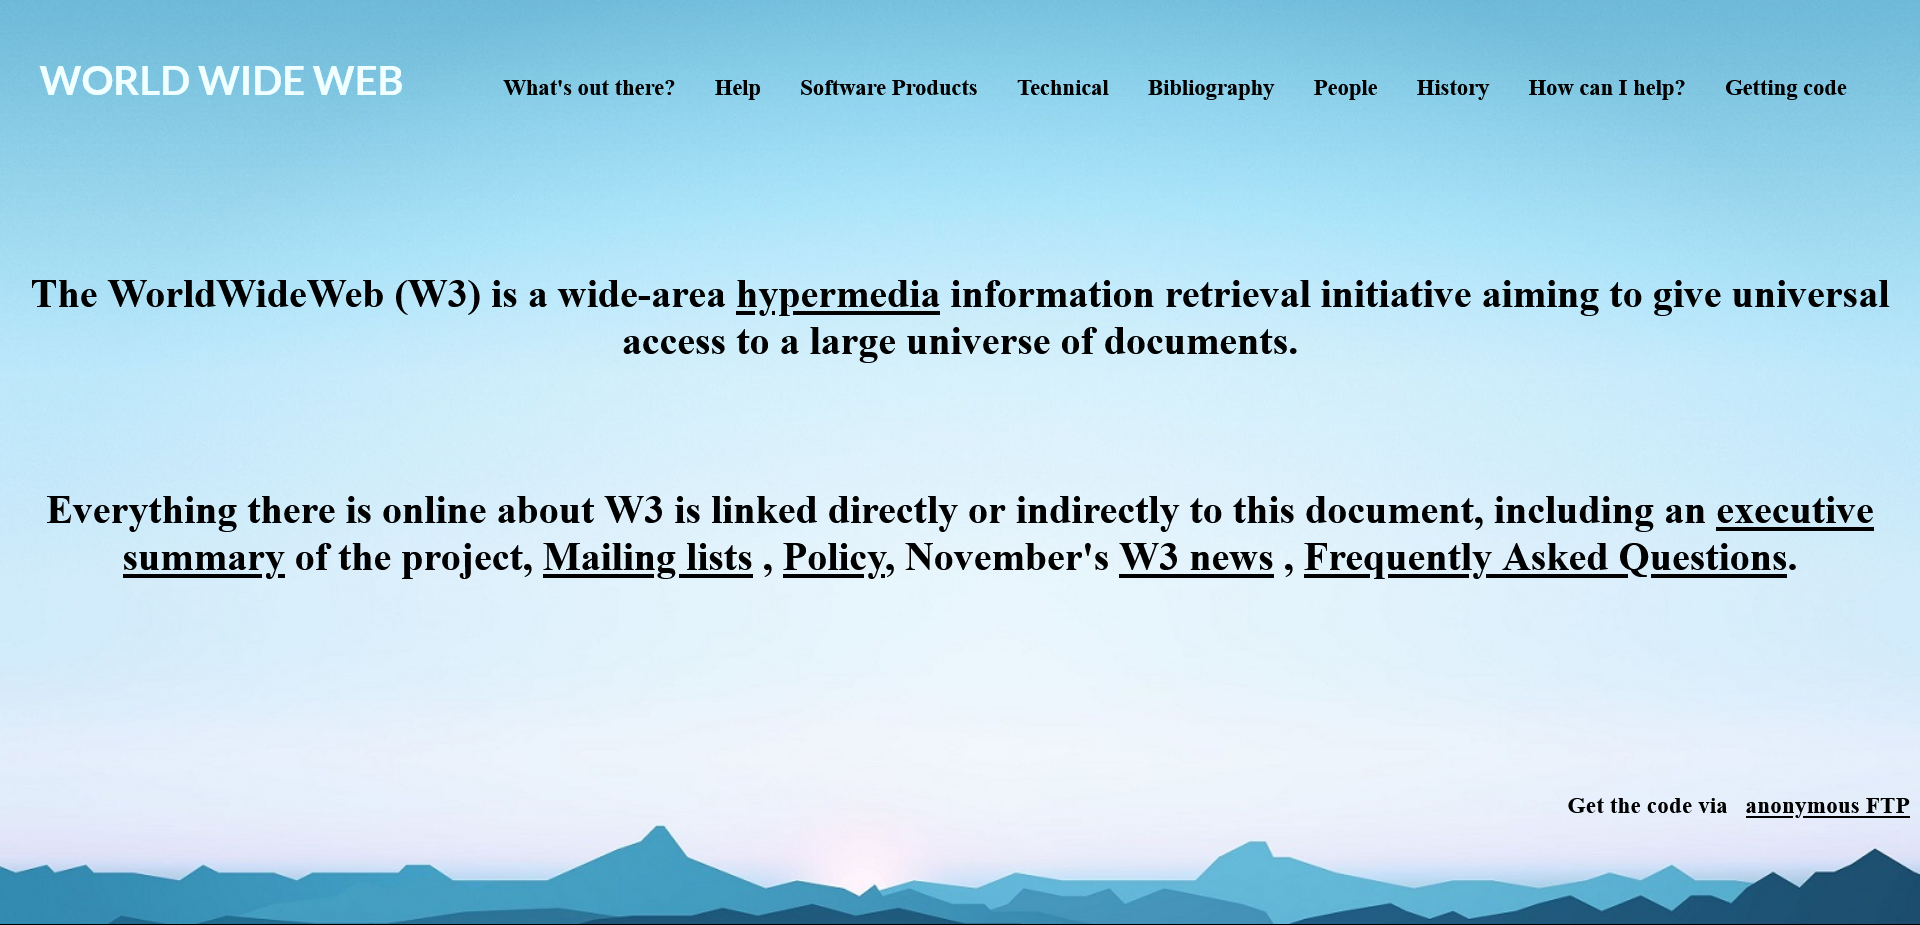 WORLD WIDE WEB
What's out there? Help Software Products Technical Bibliography People History How can I help? Getting code
The WorldWideWeb (W3) is a wide-area hypermedia information retrieval initiative aiming to give universal
access to a large universe of documents.
Everything there is online about W3 is linked directly or indirectly to this document, including an executive
summary of the project, Mailing lists , Policy, November's W3 news , Frequently Asked Questions.
Get the code via anonymous FTP